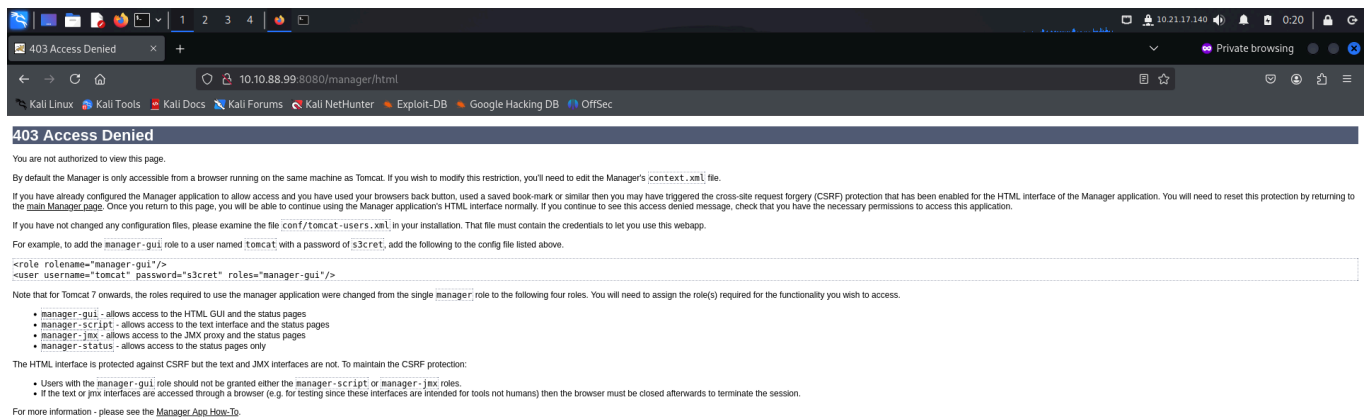 1 2 3 4 10.21.17.140 0:20
403 Access Denied Private browsing
10.10.88.99:8080/manager/html
Kali Linux Kali Tools Kali Docs Kali Forums Kali NetHunter Exploit-DB Google Hacking DB OffSec
403 Access Denied
You are not authorized to view this page.
By default the Manager is only accessible from a browser running on the same machine as Tomcat. If you wish to modify this restriction, you'll need to edit the Manager's context.xml file.
If you have already configured the Manager application to allow access and you have used your browsers back button, used a saved book-mark or similar then you may have triggered the cross-site request forgery (CSRF) protection that has been enabled for the HTML interface of the Manager application. You will need to reset this protection by returning to
the main Manager page. Once you return to this page, you will be able to continue using the Manager application's HTML interface normally. If you continue to see this access denied message, check that you have the necessary permissions to access this application.
If you have not changed any configuration files, please examine the file conf/tomcat-users.xml in your installation. That file must contain the credentials to let you use this webapp.
For example, to add the manager-gui role to a user named tomcat with a password of s3cret, add the following to the config file listed above.
<role rolename="manager-gui"/>
<user username="tomcat" password="s3cret" roles="manager-gui"/>
Note that for Tomcat 7 onwards, the roles required to use the manager application were changed from the single manager role to the following four roles. You will need to assign the role(s) required for the functionality you wish to access.
• manager-gui - allows access to the HTML GUI and the status pages
• manager-script - allows access to the text interface and the status pages
• manager-jmx - allows access to the JMX proxy and the status pages
• manager-status - allows access to the status pages only
The HTML interface is protected against CSRF but the text and JMX interfaces are not. To maintain the CSRF protection:
• Users with the manager-gui role should not be granted either the manager-script or manager-jmx roles.
• If the text or jmx interfaces are accessed through a browser (e.g. for testing since these interfaces are intended for tools not humans) then the browser must be closed afterwards to terminate the session.
For more information - please see the Manager App How-To.